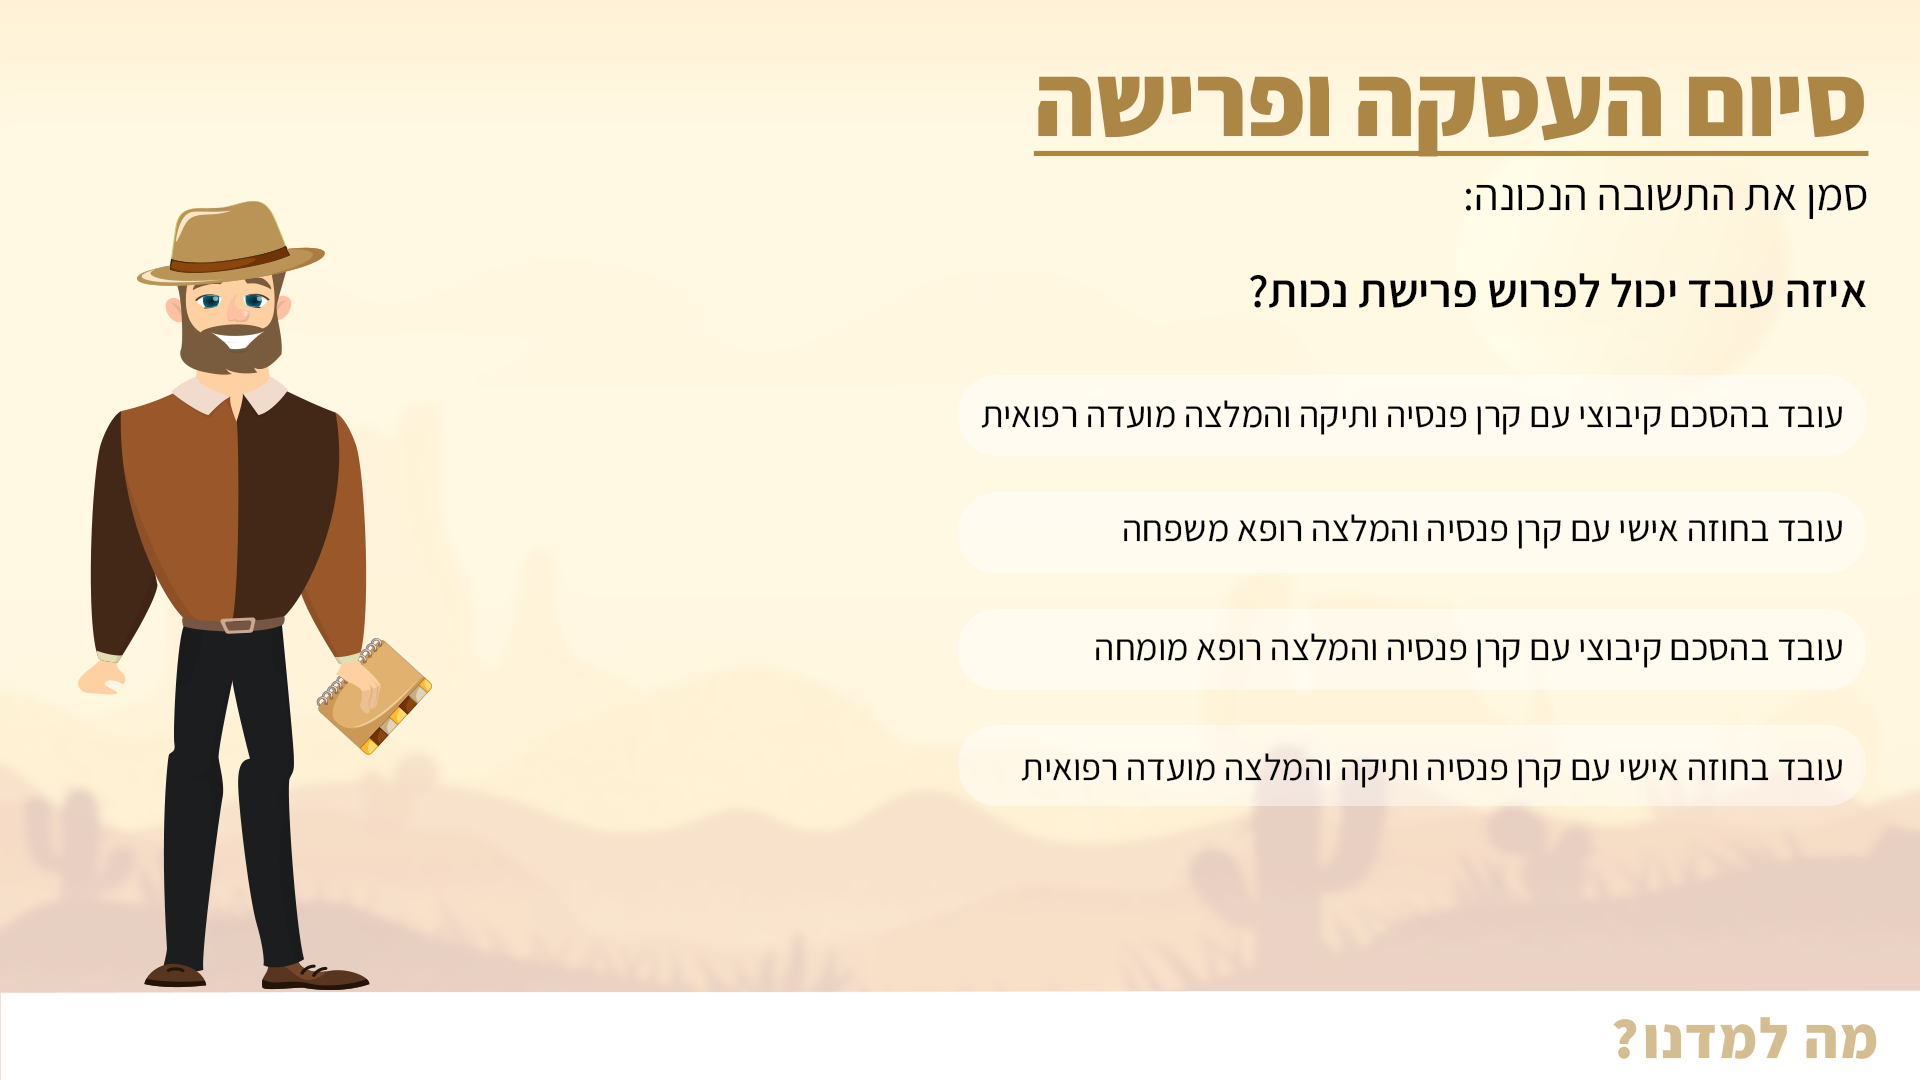 סיום העסקה ופרישה
סמן את התשובה הנכונה:
איזה עובד יכול לפרוש פרישת נכות?
עובד בהסכם קיבוצי עם קרן פנסיה ותיקה והמלצה מועדה רפואית
עובד בחוזה אישי עם קרן פנסיה והמלצה רופא משפחה
עובד בהסכם קיבוצי עם קרן פנסיה והמלצה רופא מומחה
עובד בחוזה אישי עם קרן פנסיה ותיקה והמלצה מועדה רפואית
מה למדנו?